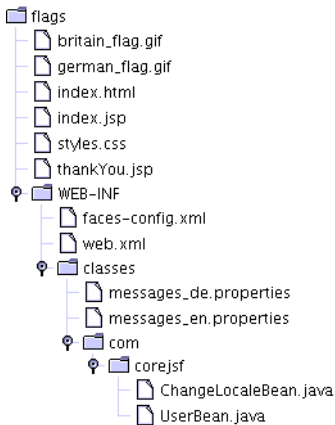 flags
britain_flag.gif
german_flag.gif
index.html
index.jsp
styles.css
thankYou.jsp
WEB-INF
faces-config.xml
web.xml
classes
messages_de.properties
messages_en.properties
com
corejsf
ChangeLocaleBean.java
UserBean.java